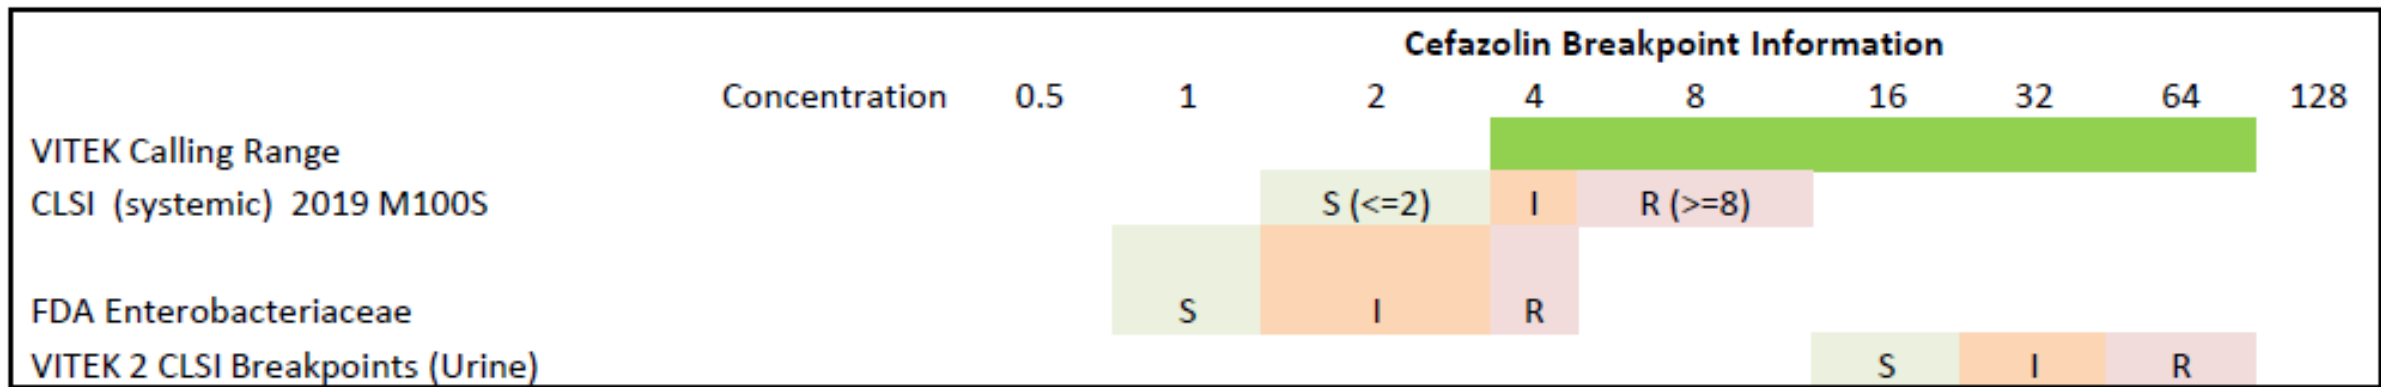 Cefazolin Breakpoint Information
Concentration 0.5 1 2 4 8 16 32 64 128
VITEK Calling Range
CLSI (systemic) 2019 M100S S (<=2) I R (>=8)
FDA Enterobacteriaceae S I R
VITEK 2 CLSI Breakpoints (Urine) S I R